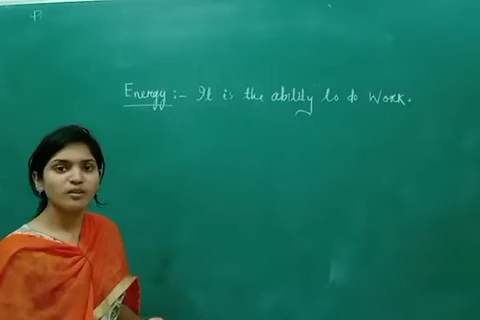 Energy :- It is the ability to do work.